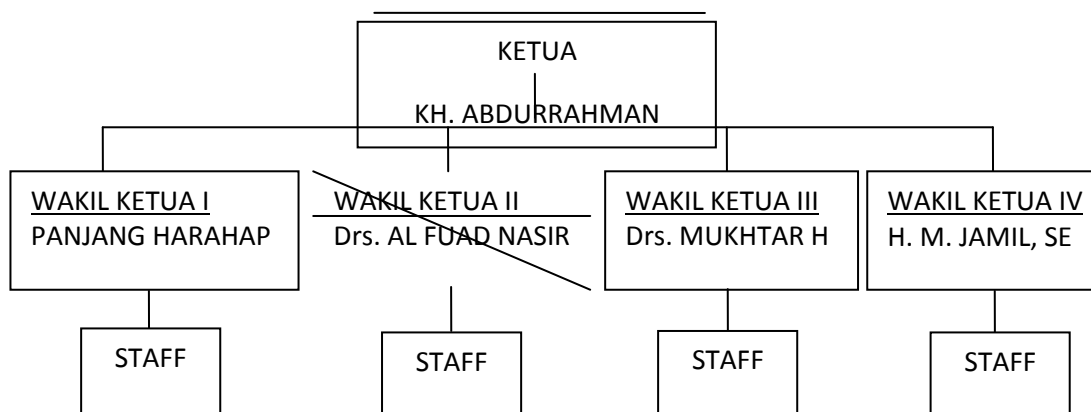 KETUA
KH. ABDURRAHMAN
WAKIL KETUA I
PANJANG HARAHAP
WAKIL KETUA II
Drs. AL FUAD NASIR
WAKIL KETUA III
Drs. MUKHTAR H
WAKIL KETUA IV
H. M. JAMIL, SE
STAFF
STAFF
STAFF
STAFF